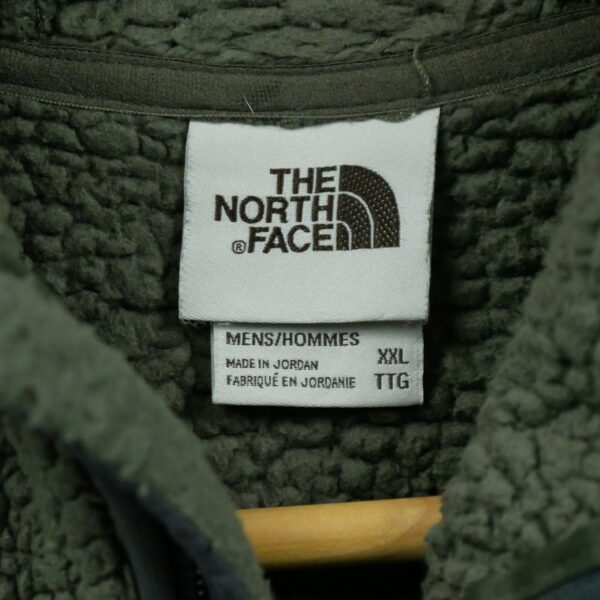 THE
NORTH
® FACE
MENS/HOMMES
MADE IN JORDAN XXL
FABRIQUÉ EN JORDANIE TTG